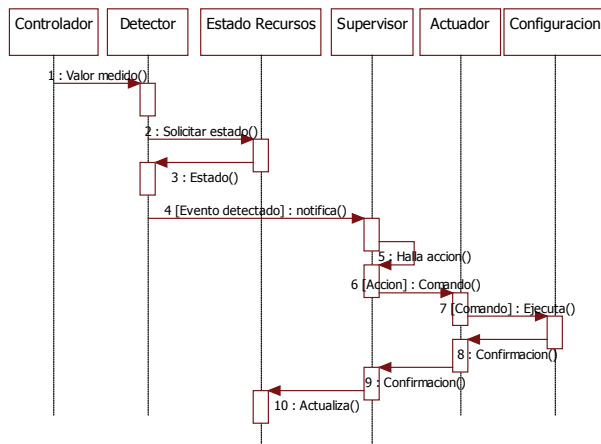 Controlador
Detector
Estado Recursos
Supervisor
Actuador
Configuracion
1 : Valor medido()
2 : Solicitar estado()
3 : Estado()
4 [Evento detectado] : notifica()
5 : Halla accion()
6 [Accion] : Comando()
7 [Comando] : Ejecuta()
8 : Confirmacion()
9 : Confirmacion()
10 : Actualiza()